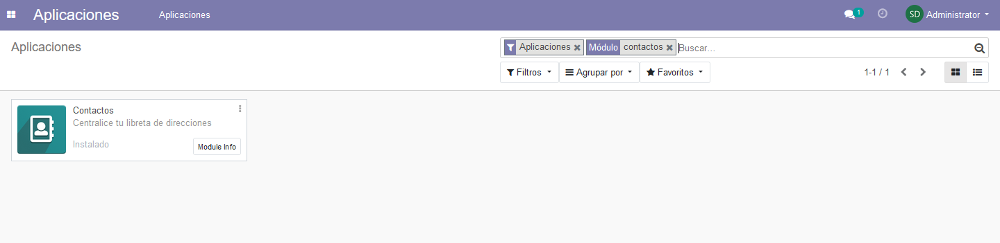 Aplicaciones Aplicaciones 1 SD Administrator
Aplicaciones Aplicaciones Módulo contactos Buscar...
Filtros Agrupar por Favoritos 1-1 / 1
Contactos
Centralice tu libreta de direcciones
Instalado Module Info